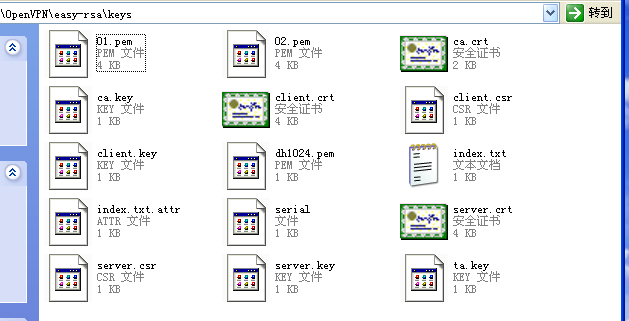 \OpenVPN\easy-rsa\keys 转到
01.pem
PEM 文件
4 KB
02.pem
PEM 文件
4 KB
ca.crt
安全证书
2 KB
ca.key
KEY 文件
1 KB
client.crt
安全证书
4 KB
client.csr
CSR 文件
1 KB
client.key
KEY 文件
1 KB
dh1024.pem
PEM 文件
1 KB
index.txt
文本文档
1 KB
index.txt.attr
ATTR 文件
1 KB
serial
文件
1 KB
server.crt
安全证书
4 KB
server.csr
CSR 文件
1 KB
server.key
KEY 文件
1 KB
ta.key
KEY 文件
1 KB